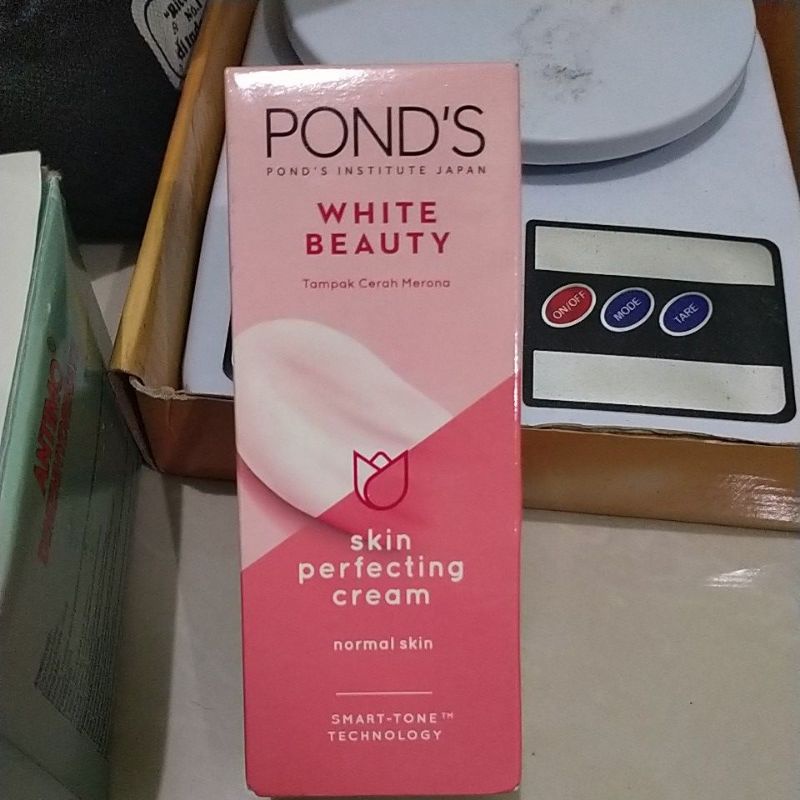 POND'S
POND'S INSTITUTE JAPAN
WHITE
BEAUTY
Tampak Cerah Merona
skin
perfecting
cream
normal skin
SMART-TONE™
TECHNOLOGY
ON/OFF
MODE
TARE
ANTIMO